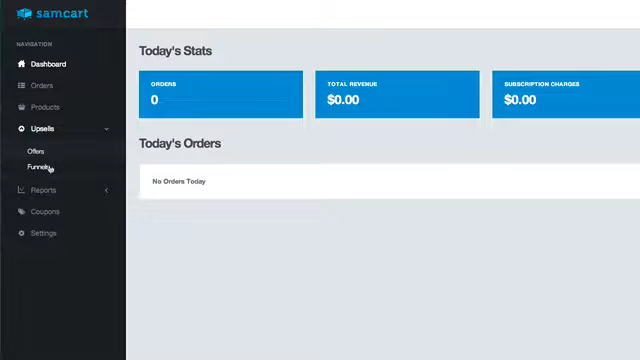 samcart
NAVIGATION
Dashboard
Orders
Products
Upsells
Offers
Funnels
Reports
Coupons
Settings
Today's Stats
ORDERS
0
TOTAL REVENUE
$0.00
SUBSCRIPTION CHARGES
$0.00
Today's Orders
No Orders Today